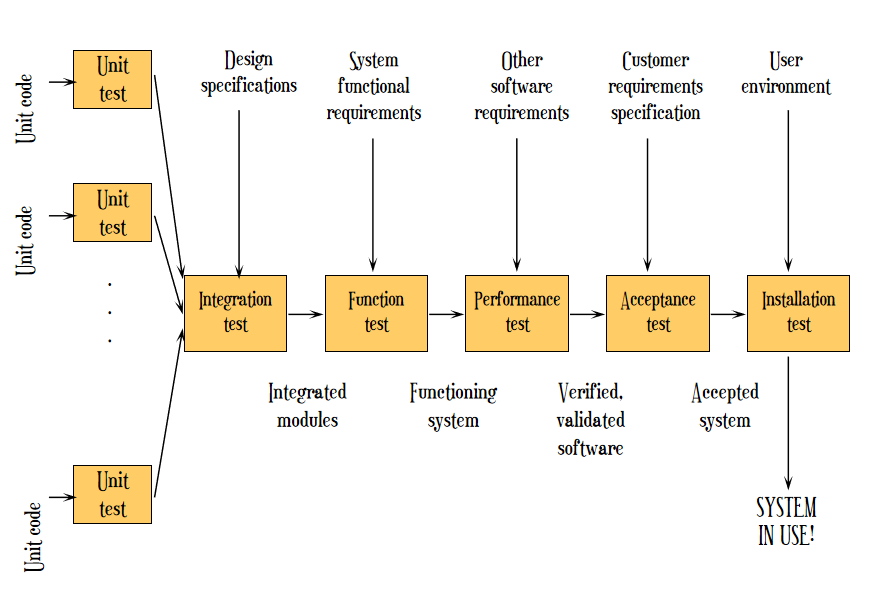 Unit code
Unit
test
Unit code
Unit
test
.
.
.
Unit code
Unit
test
Design
specifications
System
functional
requirements
Other
software
requirements
Customer
requirements
specification
User
environment
Integration
test
Function
test
Performance
test
Acceptance
test
Installation
test
Integrated
modules
Functioning
system
Verified,
validated
software
Accepted
system
SYSTEM
IN USE!